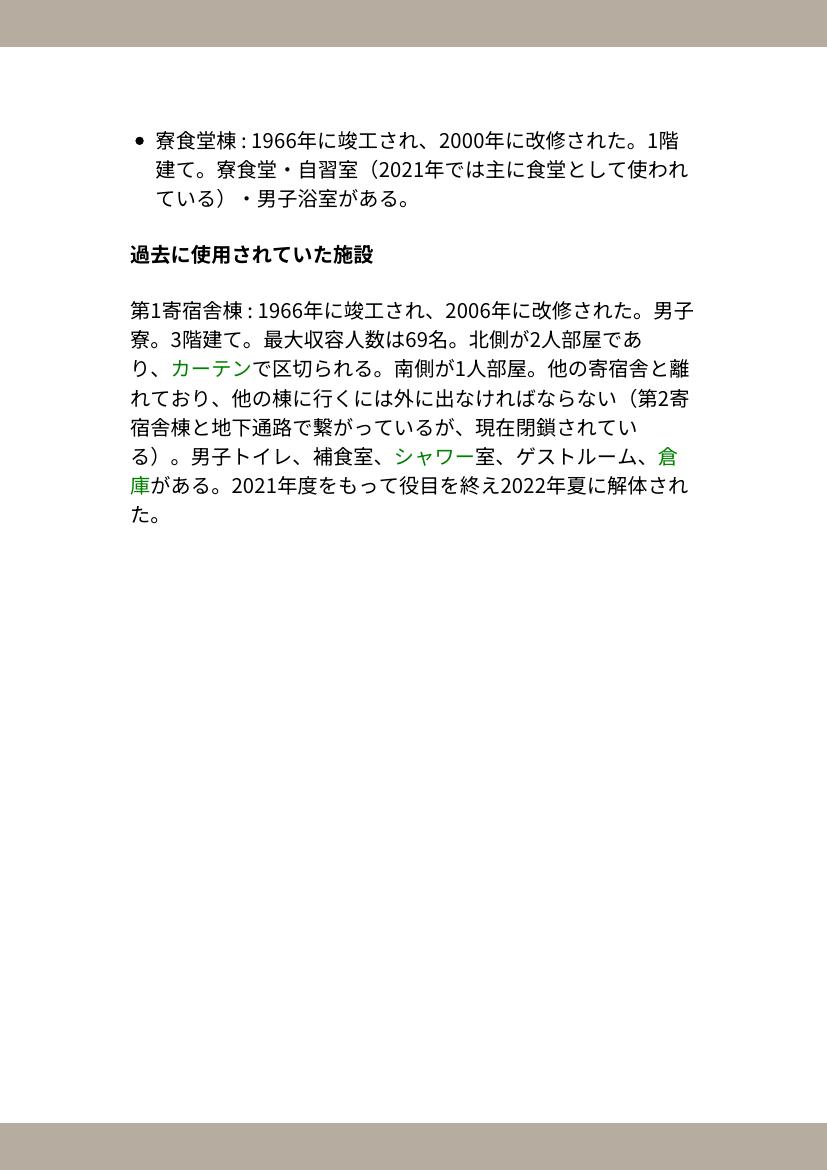 • 寮食堂棟 : 1966年に竣工され、2000年に改修された。1階
建て。寮食堂・自習室（2021年では主に食堂として使われ
ている）・男子浴室がある。
過去に使用されていた施設
第1寄宿舎棟 : 1966年に竣工され、2006年に改修された。男子
寮。3階建て。最大収容人数は69名。北側が2人部屋であ
り、カーテンで区切られる。南側が1人部屋。他の寄宿舎と離
れており、他の棟に行くには外に出なければならない（第2寄
宿舎棟と地下通路で繋がっているが、現在閉鎖されてい
る）。男子トイレ、補食室、シャワー室、ゲストルーム、倉
庫がある。2021年度をもって役目を終え2022年夏に解体され
た。